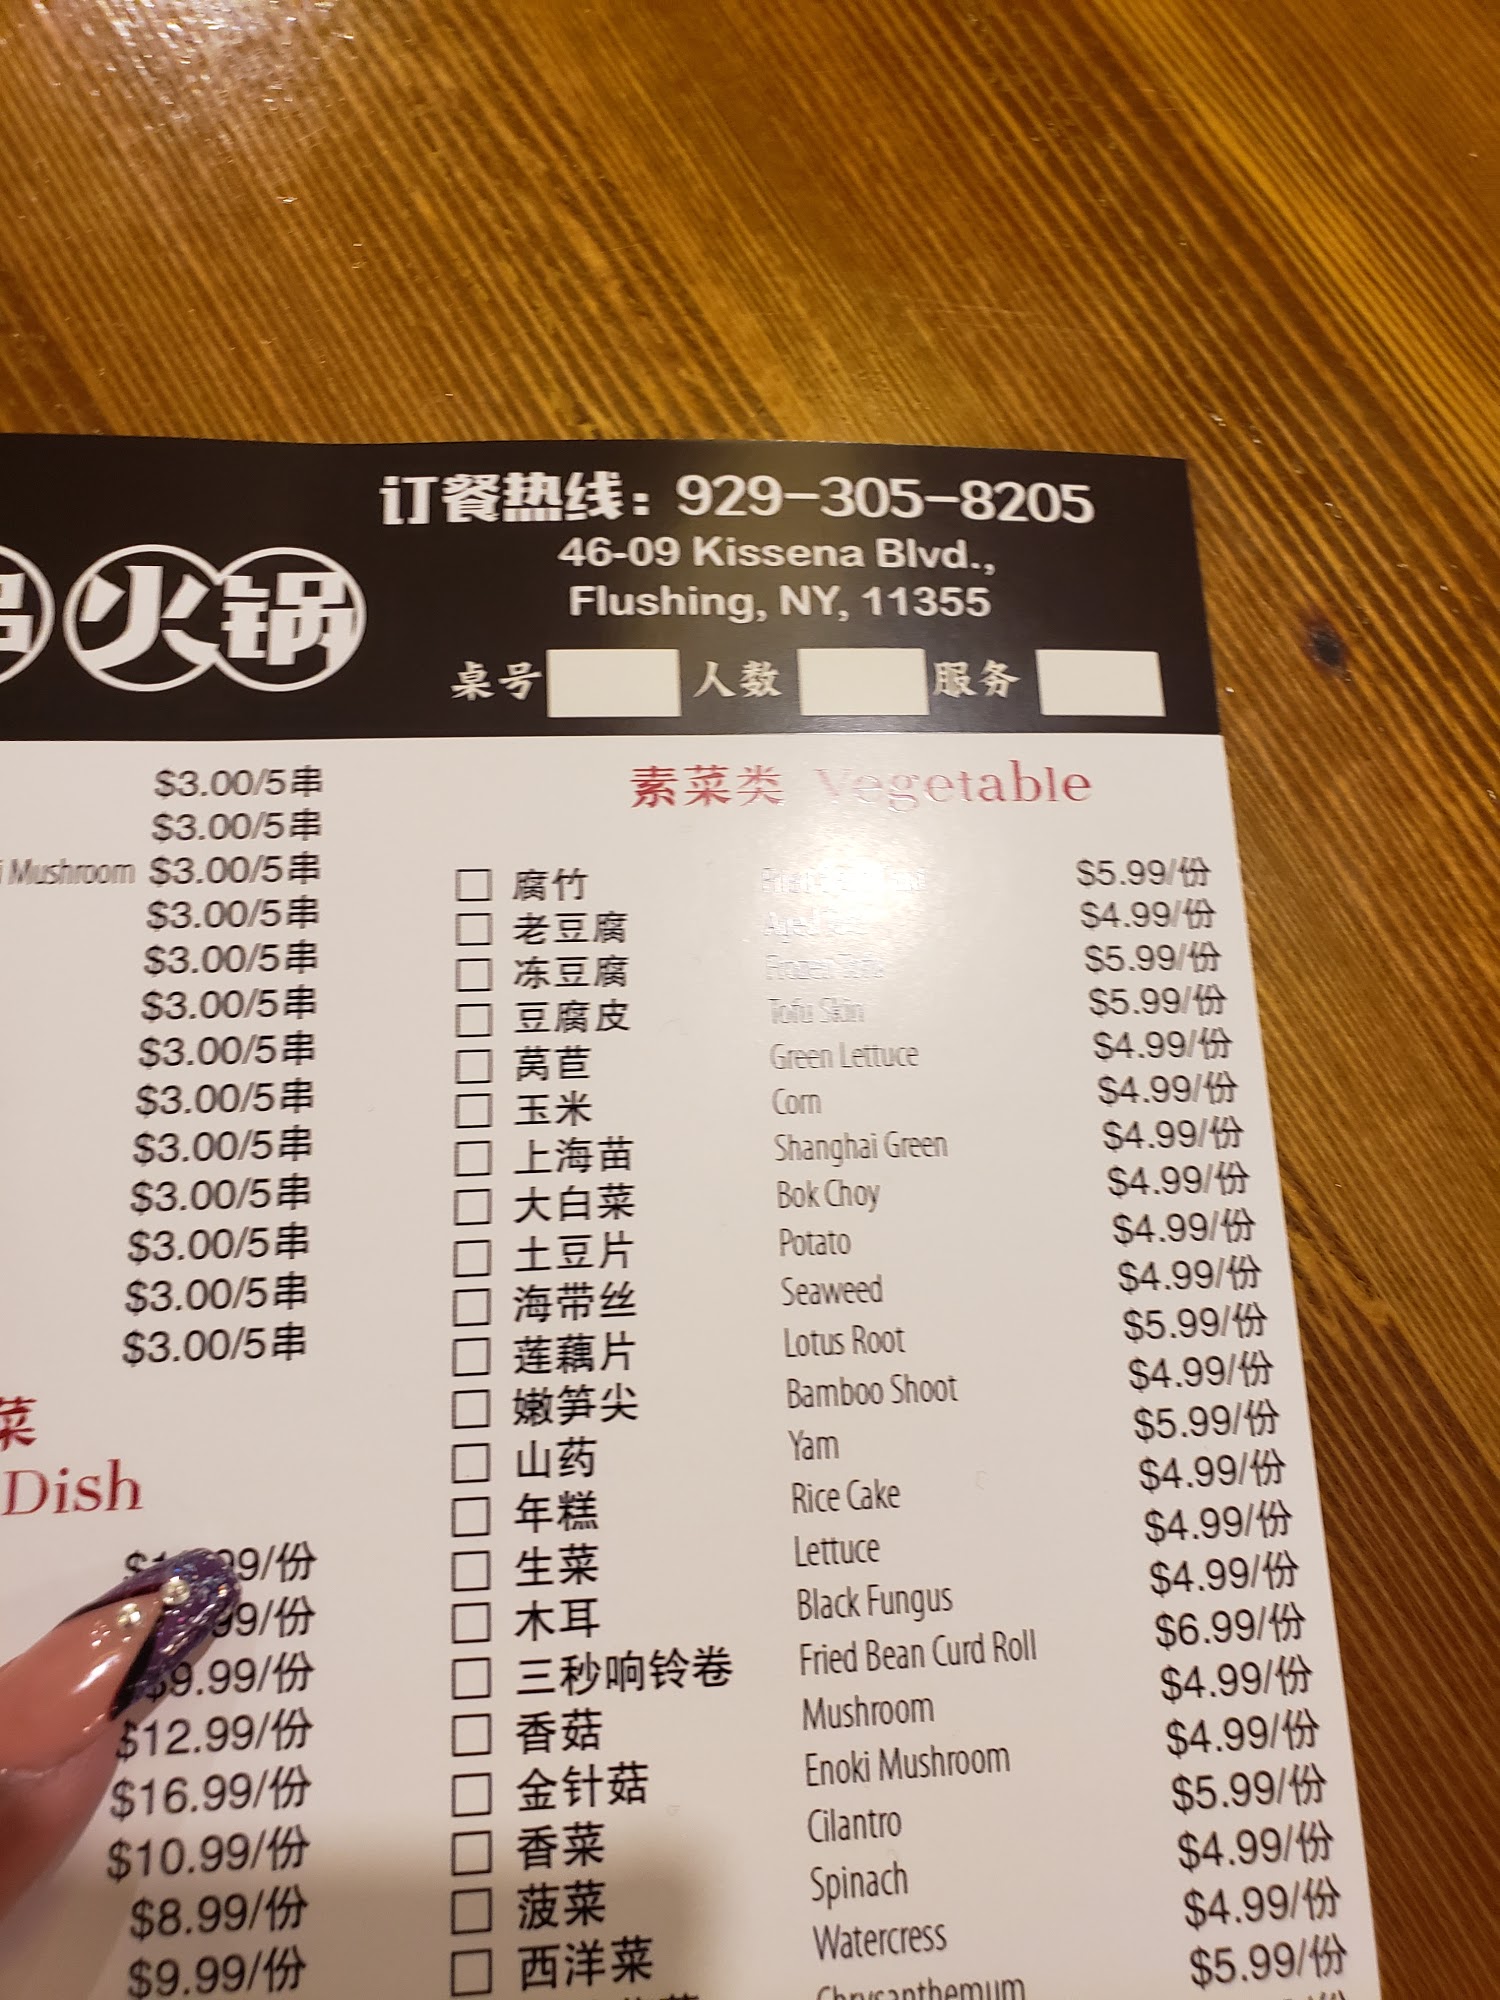 订餐热线：929-305-8205
46-09 Kissena Blvd.,
Flushing, NY, 11355
火锅
桌号 人数 服务
$3.00/5串
$3.00/5串
Mushroom $3.00/5串
$3.00/5串
$3.00/5串
$3.00/5串
$3.00/5串
$3.00/5串
$3.00/5串
$3.00/5串
$3.00/5串
$3.00/5串
$3.00/5串
菜
Dish
99/份
99/份
$9.99/份
$12.99/份
$16.99/份
$10.99/份
$8.99/份
$9.99/份
素菜类 Vegetable
腐竹 $5.99/份
老豆腐 Aged $4.99/份
冻豆腐 Frozen Tofu $5.99/份
豆腐皮 Tofu Skin $5.99/份
莴苣 Green Lettuce $4.99/份
玉米 Corn $4.99/份
上海苗 Shanghai Green $4.99/份
大白菜 Bok Choy $4.99/份
土豆片 Potato $4.99/份
海带丝 Seaweed $4.99/份
莲藕片 Lotus Root $5.99/份
嫩笋尖 Bamboo Shoot $4.99/份
山药 Yam $5.99/份
年糕 Rice Cake $4.99/份
生菜 Lettuce $4.99/份
木耳 Black Fungus $4.99/份
三秒响铃卷 Fried Bean Curd Roll $6.99/份
香菇 Mushroom $4.99/份
金针菇 Enoki Mushroom $4.99/份
香菜 Cilantro $5.99/份
菠菜 Spinach $4.99/份
西洋菜 Watercress $4.99/份
Chrysanthemum $5.99/份